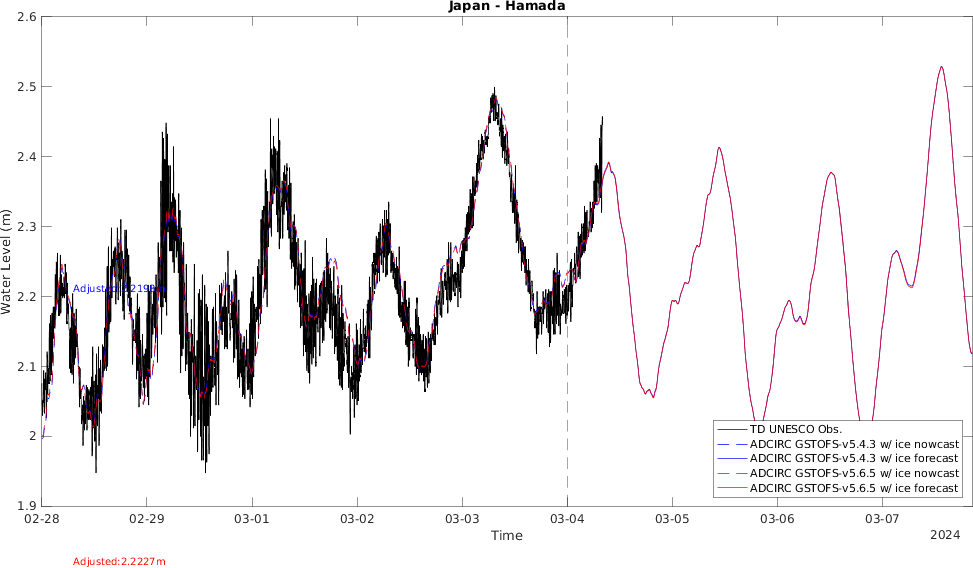 Japan - Hamada
Water Level (m)
2.6
2.5
2.4
2.3
2.2
2.1
2
1.9
Adjusted:2.2198m
TD UNESCO Obs.
ADCIRC GSTOFS-v5.4.3 w/ ice nowcast
ADCIRC GSTOFS-v5.4.3 w/ ice forecast
ADCIRC GSTOFS-v5.6.5 w/ ice nowcast
ADCIRC GSTOFS-v5.6.5 w/ ice forecast
02-28 02-29 03-01 03-02 03-03 03-04 03-05 03-06 03-07
Time
2024
Adjusted:2.2227m